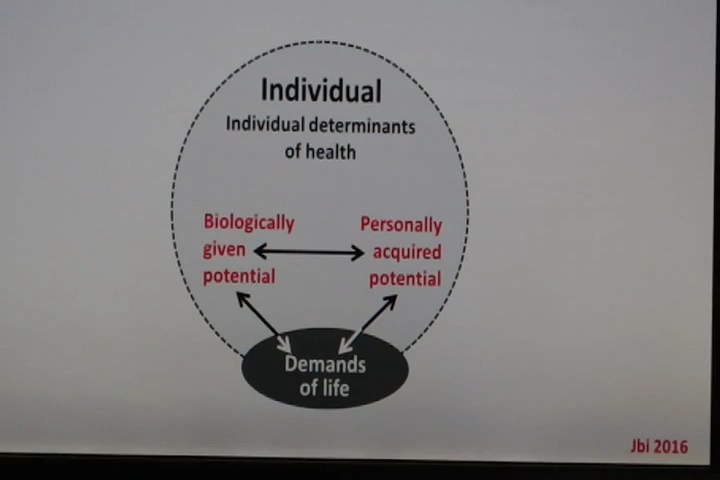 Individual
Individual determinants
of health
Biologically
given
potential
Personally
acquired
potential
Demands
of life
Jbi 2016